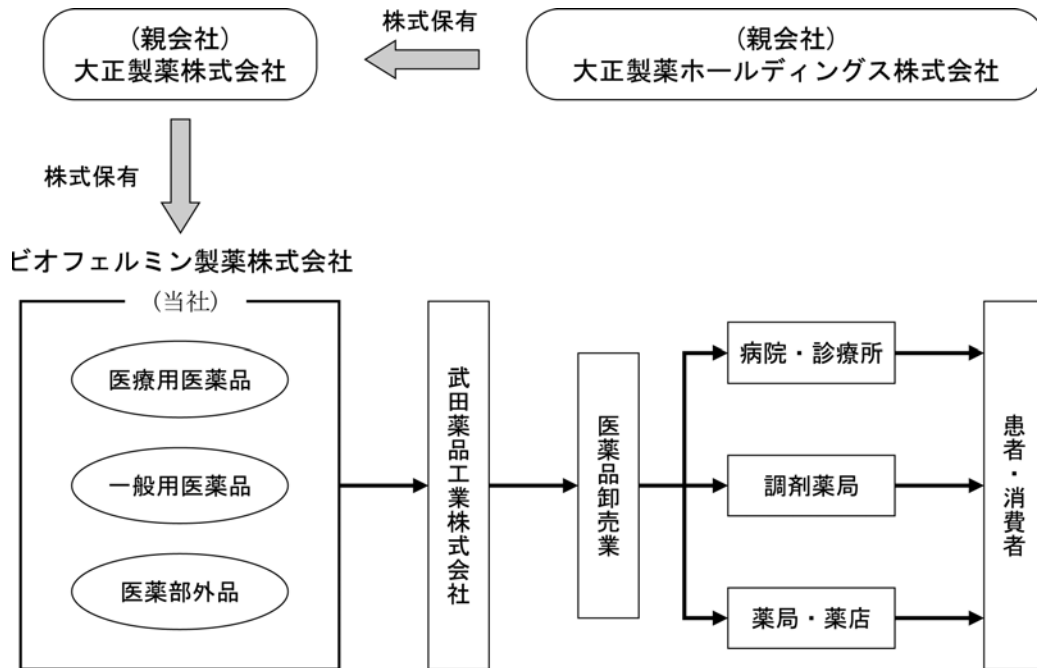 (親会社)
大正製薬株式会社
株式保有
(親会社)
大正製薬ホールディングス株式会社
株式保有
ビオフェルミン製薬株式会社
(当社)
医療用医薬品
一般用医薬品
医薬部外品
武田薬品工業株式会社
医薬品卸売業
病院・診療所
調剤薬局
薬局・薬店
患者・消費者